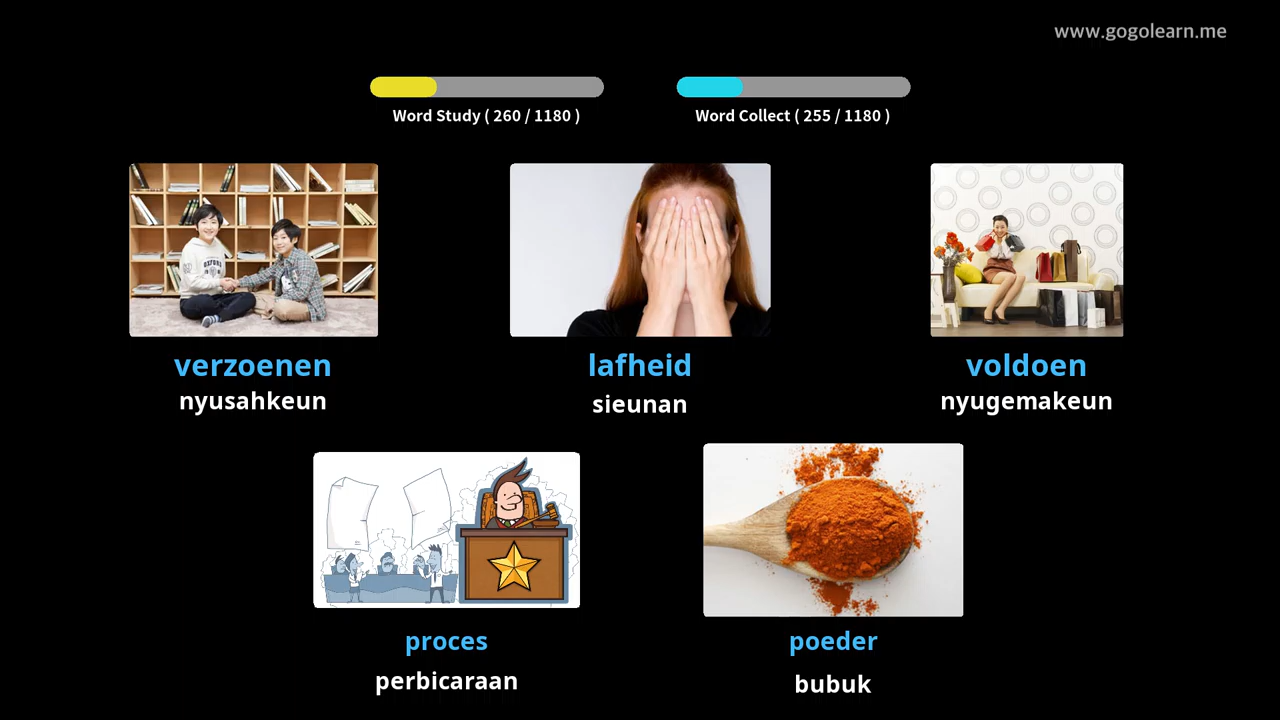 www.gogolearn.me
Word Study ( 260 / 1180 )
Word Collect ( 255 / 1180 )
verzoenen
nyusahkeun
lafheid
sieunan
voldoen
nyugemakeun
proces
perbicaraan
poeder
bubuk